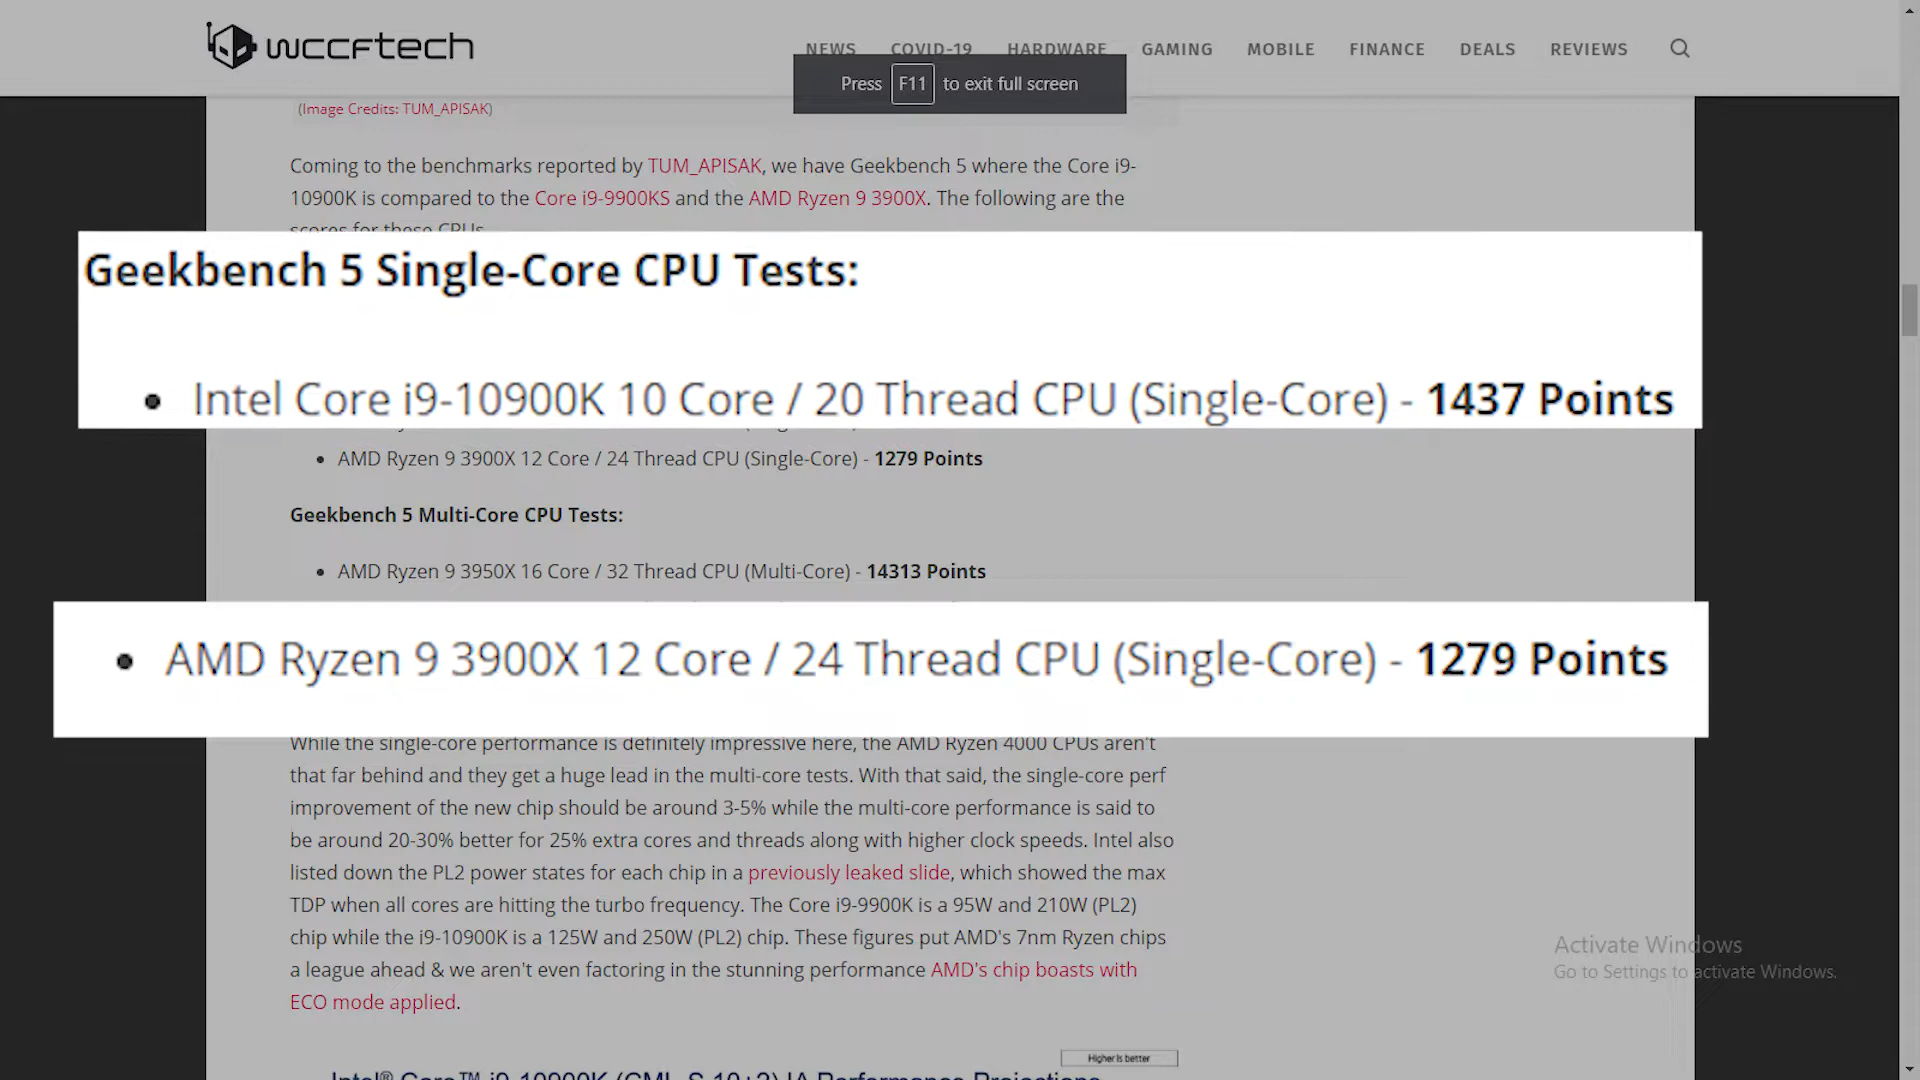 wccftech
NEWS COVID-19 HARDWARE GAMING MOBILE FINANCE DEALS REVIEWS
Press F11 to exit full screen
(Image Credits: TUM_APISAK)
Coming to the benchmarks reported by TUM_APISAK, we have Geekbench 5 where the Core i9-
10900K is compared to the Core i9-9900KS and the AMD Ryzen 9 3900X. The following are the
scores for these CPUs
Geekbench 5 Single-Core CPU Tests:
• Intel Core i9-10900K 10 Core / 20 Thread CPU (Single-Core) - 1437 Points
• AMD Ryzen 9 3900X 12 Core / 24 Thread CPU (Single-Core) - 1279 Points
Geekbench 5 Multi-Core CPU Tests:
• AMD Ryzen 9 3950X 16 Core / 32 Thread CPU (Multi-Core) - 14313 Points
• AMD Ryzen 9 3900X 12 Core / 24 Thread CPU (Single-Core) - 1279 Points
While the single-core performance is definitely impressive here, the AMD Ryzen 4000 CPUs aren't
that far behind and they get a huge lead in the multi-core tests. With that said, the single-core perf
improvement of the new chip should be around 3-5% while the multi-core performance is said to
be around 20-30% better for 25% extra cores and threads along with higher clock speeds. Intel also
listed down the PL2 power states for each chip in a previously leaked slide, which showed the max
TDP when all cores are hitting the turbo frequency. The Core i9-9900K is a 95W and 210W (PL2)
chip while the i9-10900K is a 125W and 250W (PL2) chip. These figures put AMD's 7nm Ryzen chips
a league ahead & we aren't even factoring in the stunning performance AMD's chip boasts with
ECO mode applied.
Activate Windows
Go to Settings to activate Windows.
Higher is better
Intel® Core™ i9-10900K (CML-S 10+2) IA Performance Projections